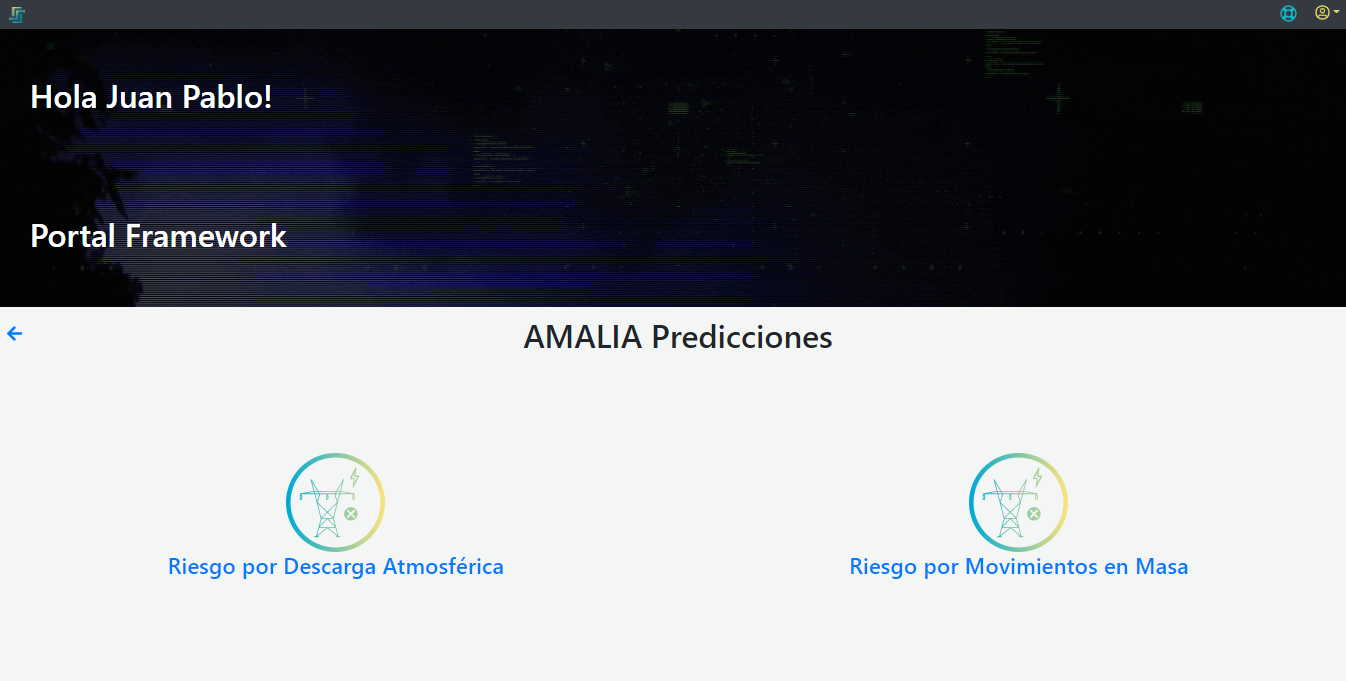 Hola Juan Pablo!
Portal Framework
AMALIA Predicciones
Riesgo por Descarga Atmosférica
Riesgo por Movimientos en Masa